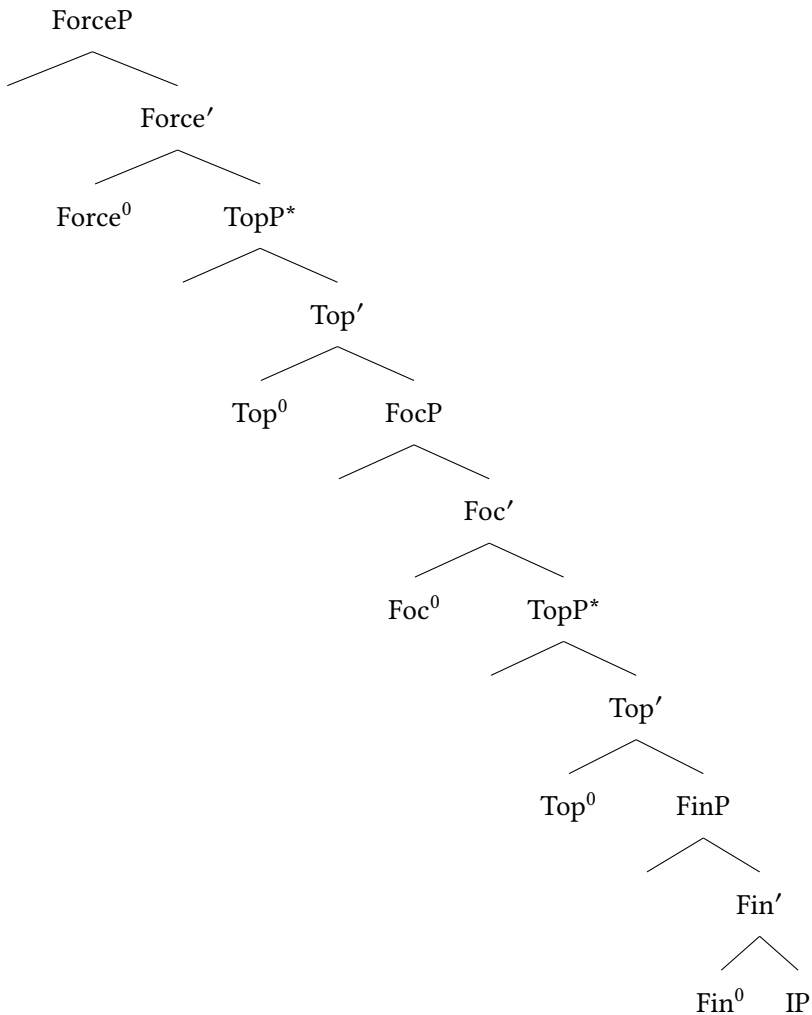 ForceP
Force′
Force⁰ TopP*
Top′
Top⁰ FocP
Foc′
Foc⁰ TopP*
Top′
Top⁰ FinP
Fin′
Fin⁰ IP